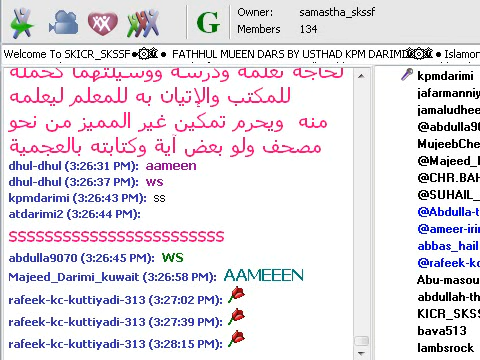 G
Owner: samastha_skssf
Members 134
Welcome To SKICR_SKSSF FATHHUL MUEEN DARS BY USTHAD KPM DARIMI Islamon
لحاجة تعلمه ودرسه ووسيلتهما كحمله
للمكتب والإتيان به للمعلم ليعلمه
منه ويحرم تمكين غير المميز من نحو
مصحف ولو بعض آية وكتابته بالعجمية
dhul-dhul (3:26:31 PM): aameen
dhul-dhul (3:26:37 PM): ws
kpmdarimi (3:26:43 PM): ss
atdarimi2 (3:26:44 PM):
SSSSSSSSSSSSSSSSSSSSSSSSS
abdulla9070 (3:26:45 PM): WS
Majeed_Darimi_kuwait (3:26:58 PM): AAMEEEN
rafeek-kc-kuttiyadi-313 (3:27:02 PM):
rafeek-kc-kuttiyadi-313 (3:27:39 PM):
rafeek-kc-kuttiyadi-313 (3:28:15 PM):
kpmdarimi
jafarmanniy
jamaludhee
@abdulla90
MujeebChe
@Majeed_
@CHR.BAH
@SUHAIL_
@Abdulla-t
@ameer-irin
abbas_hail
@rafeek-kc
Abu-masou
abdullah-th
KICR_SKSS
bava513
lambsrock